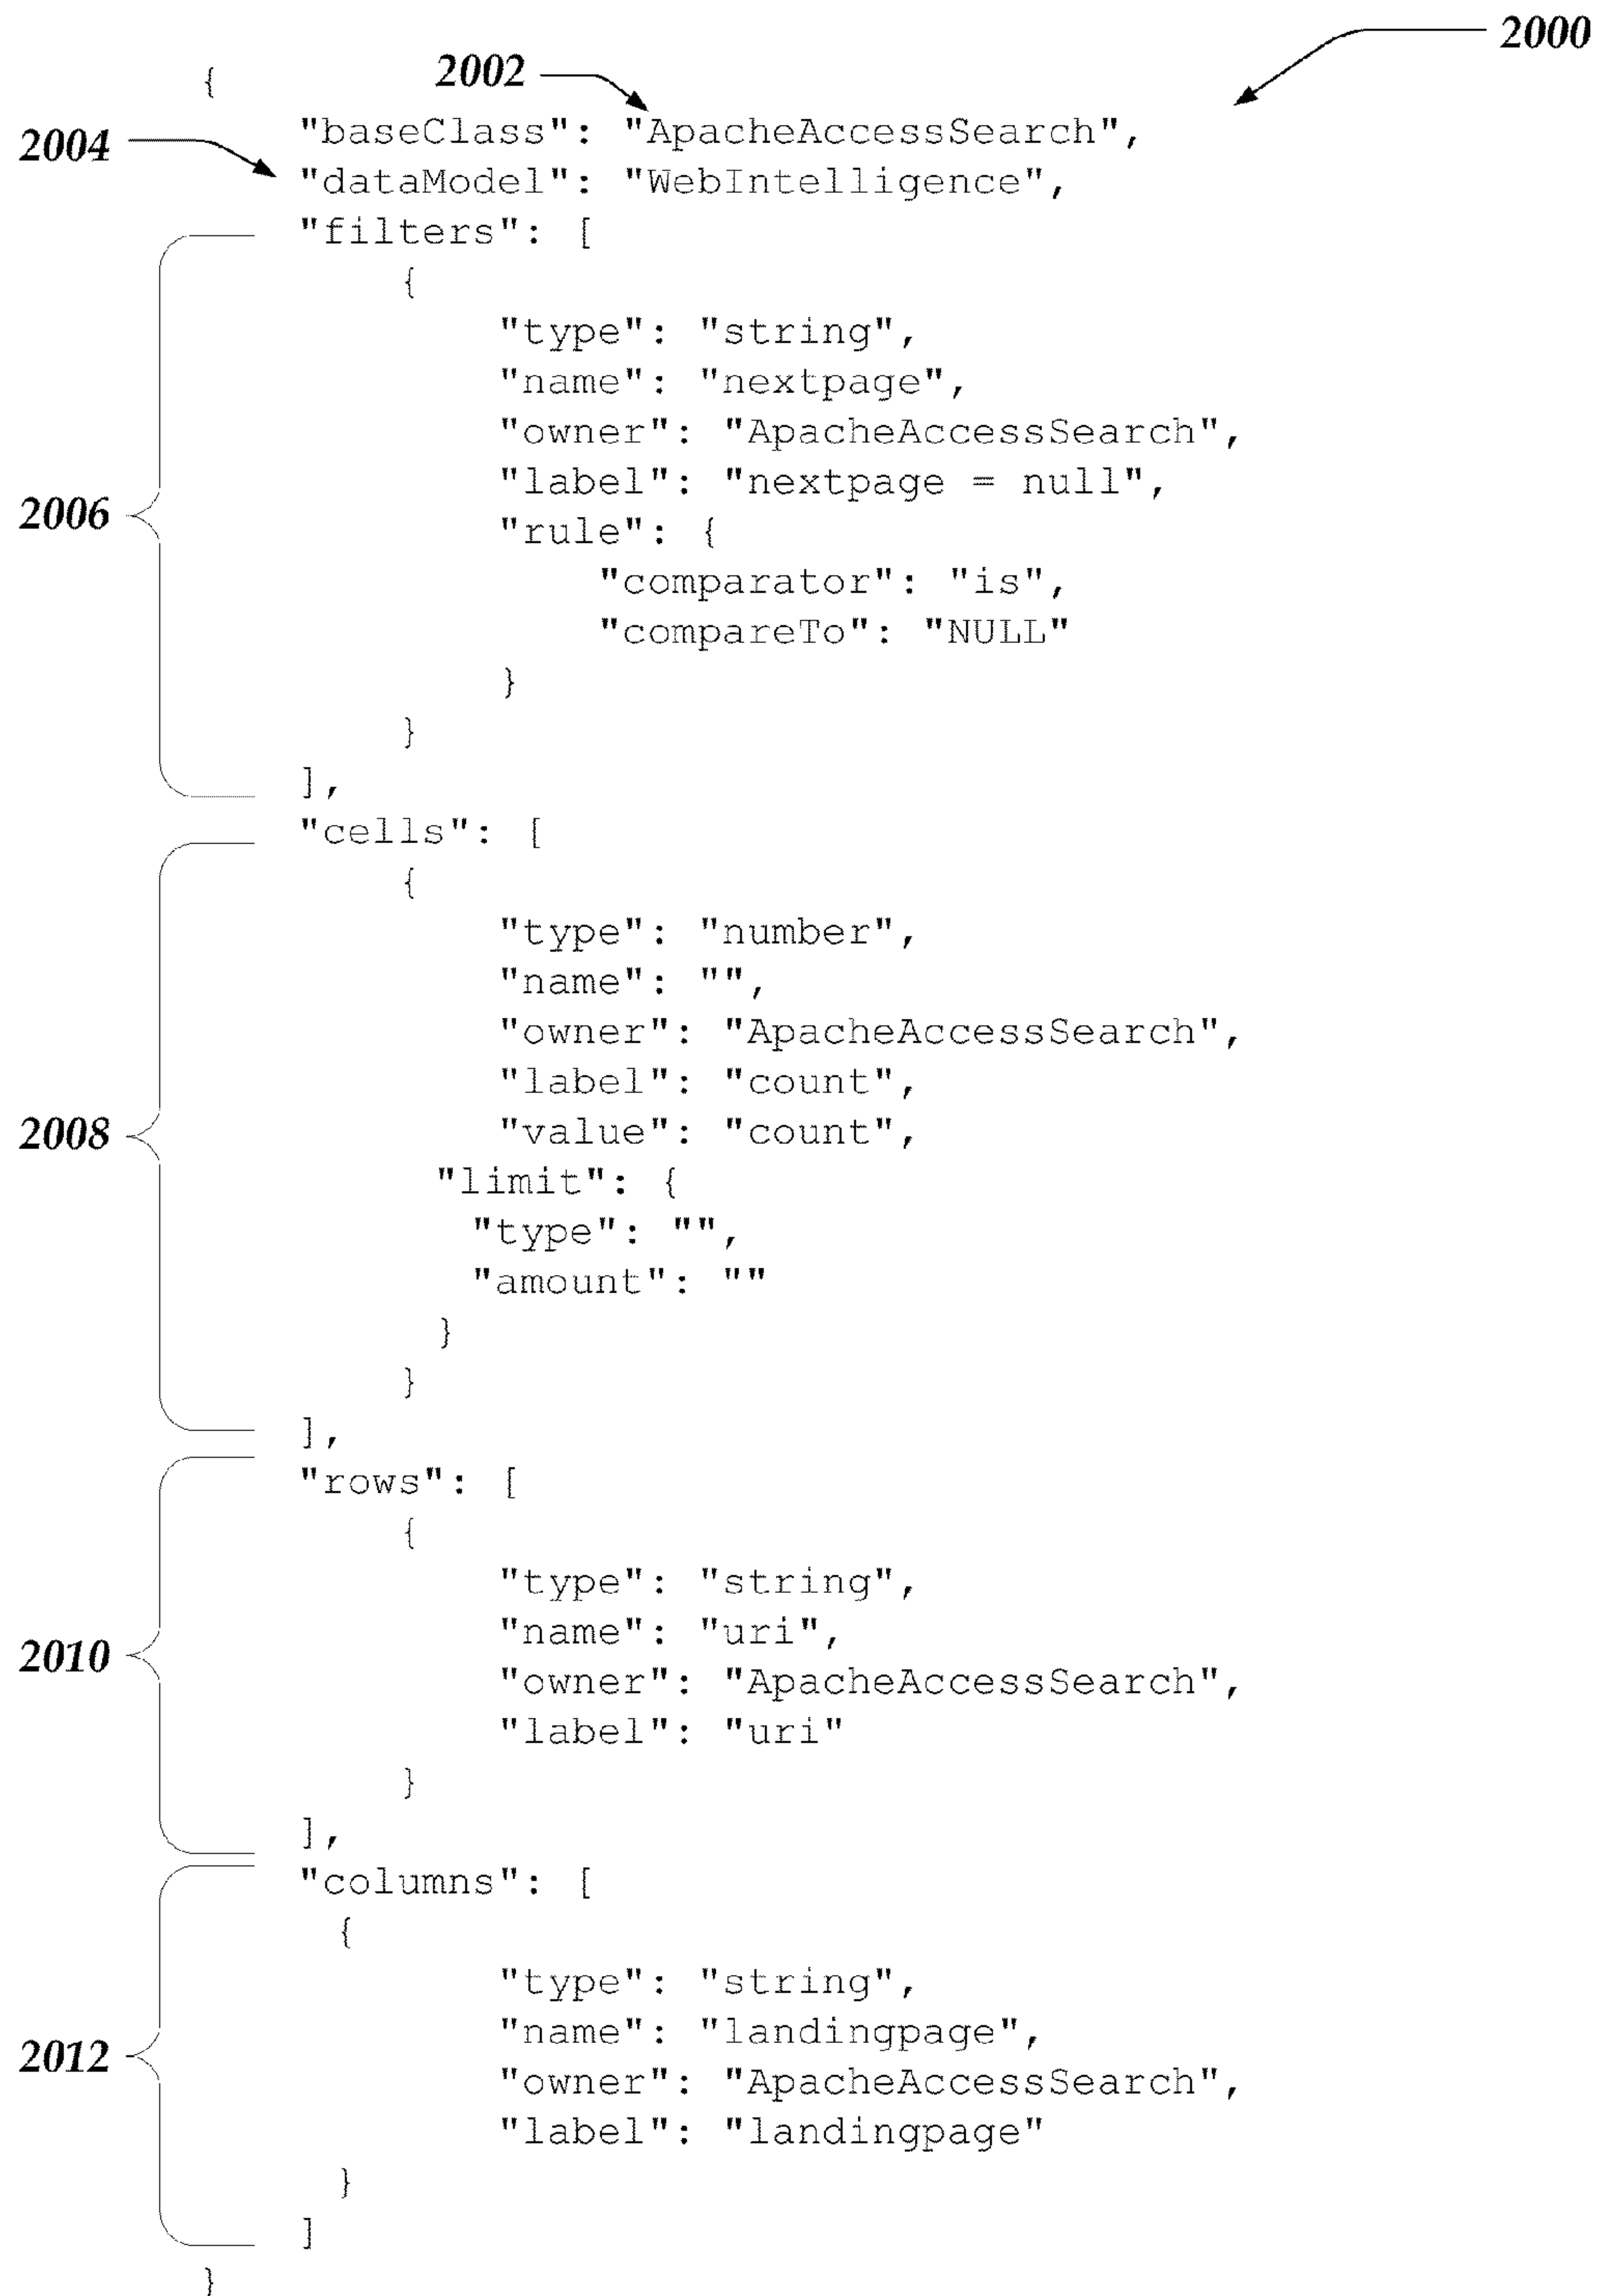 2000
{ 2002
"baseClass": "ApacheAccessSearch",
2004
"dataModel": "WebIntelligence",
"filters": [
{
"type": "string",
"name": "nextpage",
"owner": "ApacheAccessSearch",
"label": "nextpage = null",
2006
"rule": {
"comparator": "is",
"compareTo": "NULL"
}
}
],
"cells": [
{
"type": "number",
"name": "",
"owner": "ApacheAccessSearch",
"label": "count",
2008
"value": "count",
"limit": {
"type": "",
"amount": ""
}
}
],
"rows": [
{
"type": "string",
"name": "uri",
2010
"owner": "ApacheAccessSearch",
"label": "uri"
}
],
"columns": [
{
"type": "string",
"name": "landingpage",
2012
"owner": "ApacheAccessSearch",
"label": "landingpage"
}
]
}